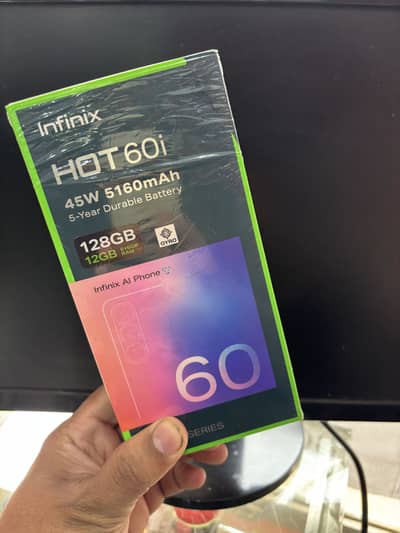 Infinix
HOT 60i
45W 5160mAh
5-Year Durable Battery
128GB
12GB
GYRO
Infinix AI Phone
60
SERIES